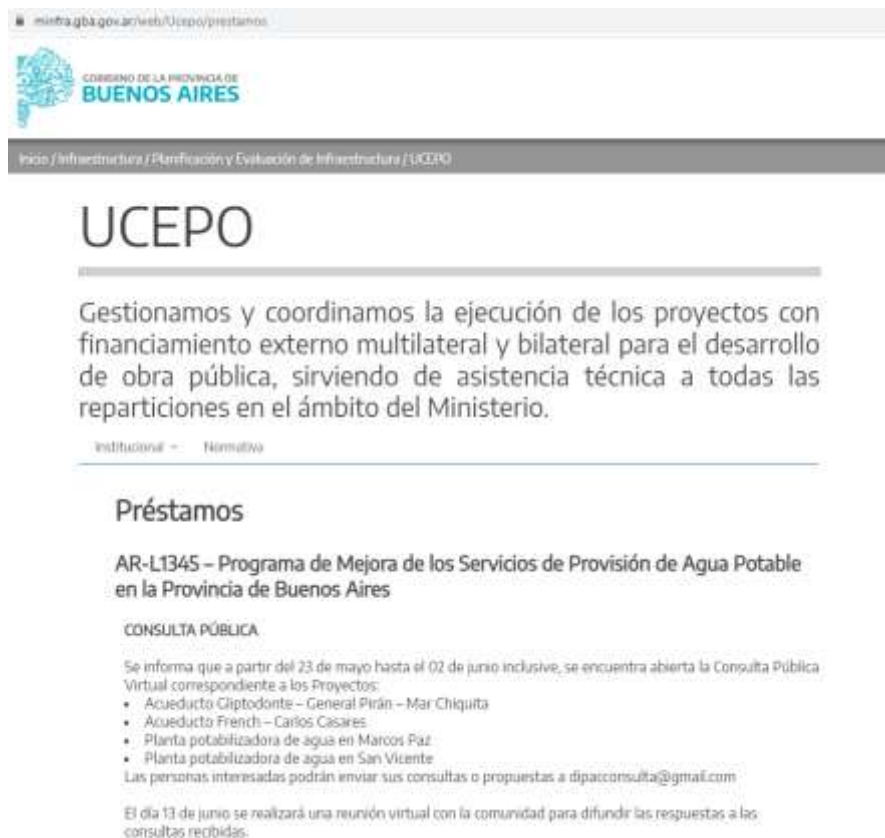 minfra.gba.gov.ar/web/Ucepo/prestamos
GOBIERNO DE LA PROVINCIA DE
BUENOS AIRES
Inicio / Infraestructura / Planificación y Evaluación de Infraestructura / UCEPO
UCEPO
Gestionamos y coordinamos la ejecución de los proyectos con
financiamiento externo multilateral y bilateral para el desarrollo
de obra pública, sirviendo de asistencia técnica a todas las
reparticiones en el ámbito del Ministerio.
Institucional Normativa
Préstamos
AR-L1345 – Programa de Mejora de los Servicios de Provisión de Agua Potable
en la Provincia de Buenos Aires
CONSULTA PÚBLICA
Se informa que a partir del 23 de mayo hasta el 02 de junio inclusive, se encuentra abierta la Consulta Pública
Virtual correspondiente a los Proyectos:
• Acueducto Gliptodonte – General Pirán – Mar Chiquita
• Acueducto French – Carlos Casares
• Planta potabilizadora de agua en Marcos Paz
• Planta potabilizadora de agua en San Vicente
Las personas interesadas podrán enviar sus consultas o propuestas a dipacconsulta@gmail.com
El día 13 de junio se realizará una reunión virtual con la comunidad para difundir las respuestas a las
consultas recibidas.